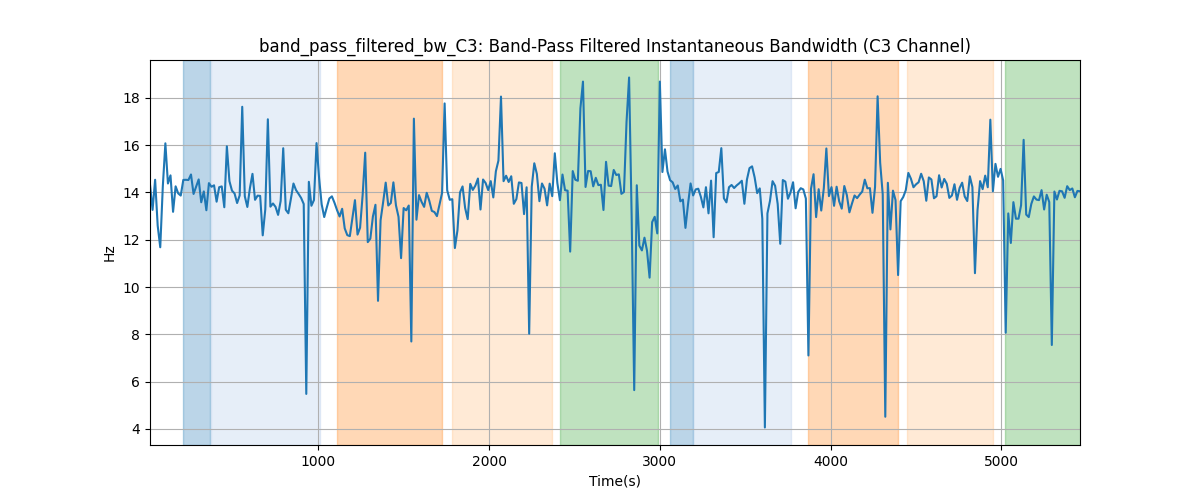 band_pass_filtered_bw_C3: Band-Pass Filtered Instantaneous Bandwidth (C3 Channel)
18
16
14
12
10
8
6
4
Hz
1000 2000 3000 4000 5000
Time(s)